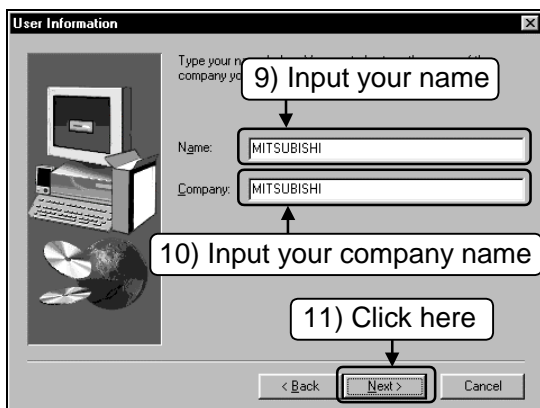 User Information
Type your n
company yo
9) Input your name
Name: MITSUBISHI
Company: MITSUBISHI
10) Input your company name
11) Click here
< Back Next > Cancel